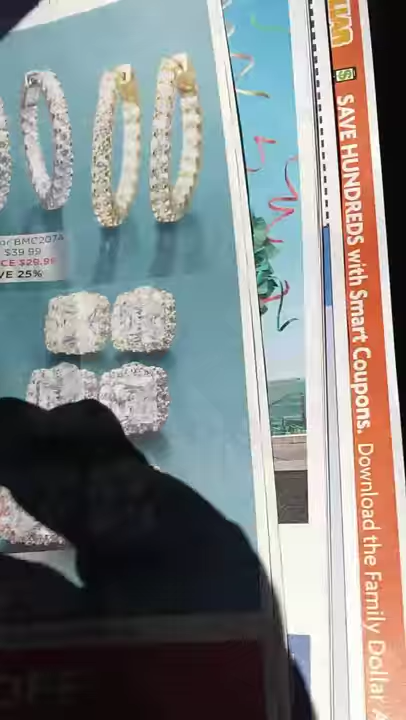 or BMC207A
$39.99
CE $29.9
VE 25%
SAVE HUNDREDS with Smart Coupons. Download the Family Dollar A